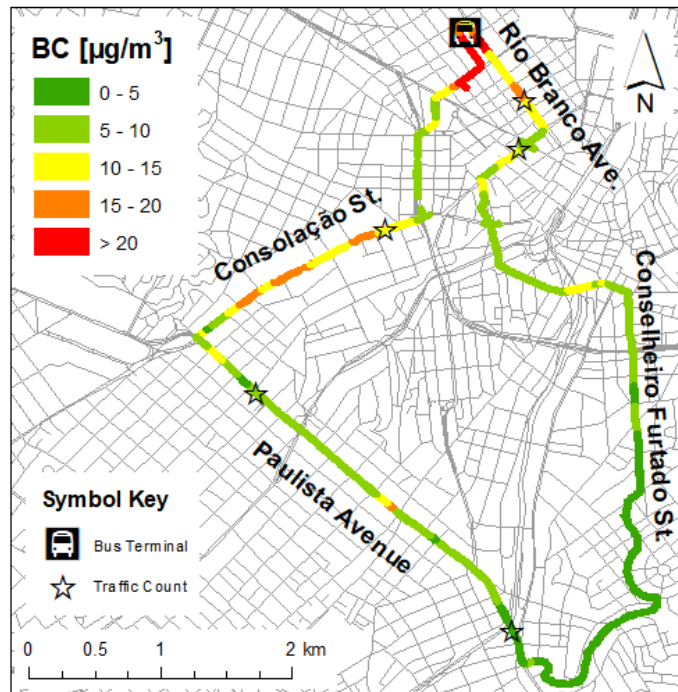 BC [µg/m³]
0 - 5
5 - 10
10 - 15
15 - 20
> 20
Rio Branco Ave.
N
Consolação St.
Conselheiro Furtado St.
Paulista Avenue
Symbol Key
Bus Terminal
Traffic Count
0 0.5 1 2 km